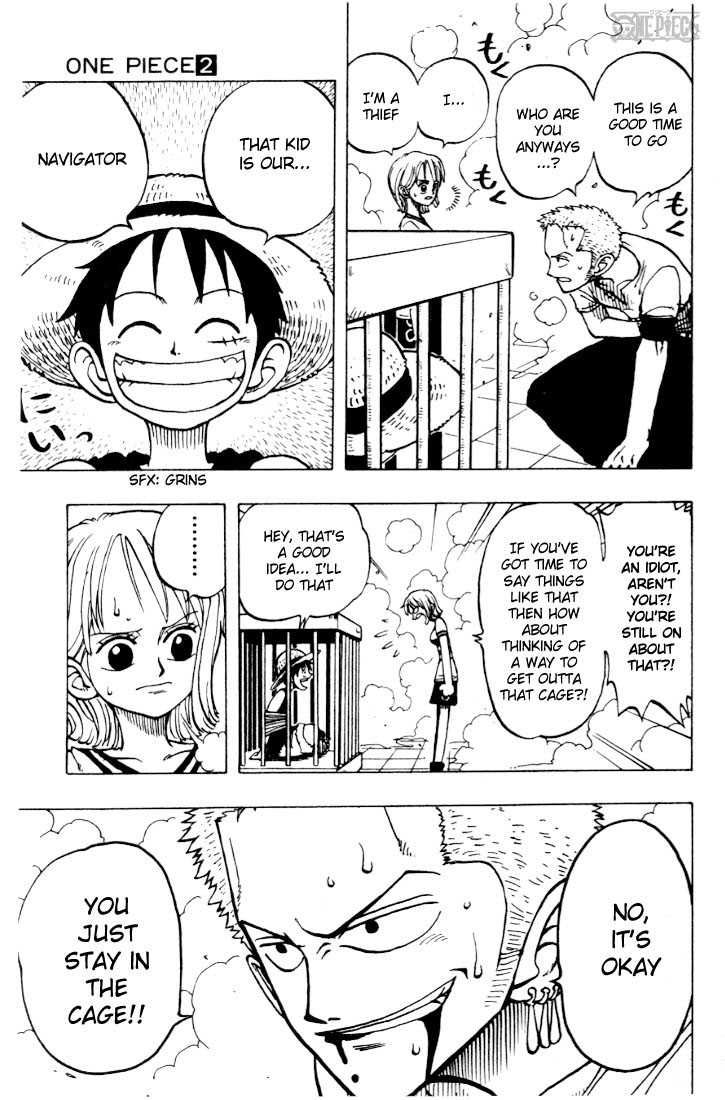 ONE PIECE
ONE PIECE 2
もく
もく
THIS IS A
GOOD TIME
TO GO
WHO ARE
YOU
ANYWAYS
...?
I...
I'M A
THIEF
THAT KID
IS OUR...
NAVIGATOR
にいっ
SFX: GRINS
YOU'RE
AN IDIOT,
AREN'T
YOU?!
YOU'RE
STILL ON
ABOUT
THAT?!
IF YOU'VE
GOT TIME TO
SAY THINGS
LIKE THAT
THEN HOW
ABOUT
THINKING OF
A WAY TO
GET OUTTA
THAT CAGE?!
HEY, THAT'S
A GOOD
IDEA... I'LL
DO THAT
........
NO,
IT'S
OKAY
YOU
JUST
STAY IN
THE
CAGE!!